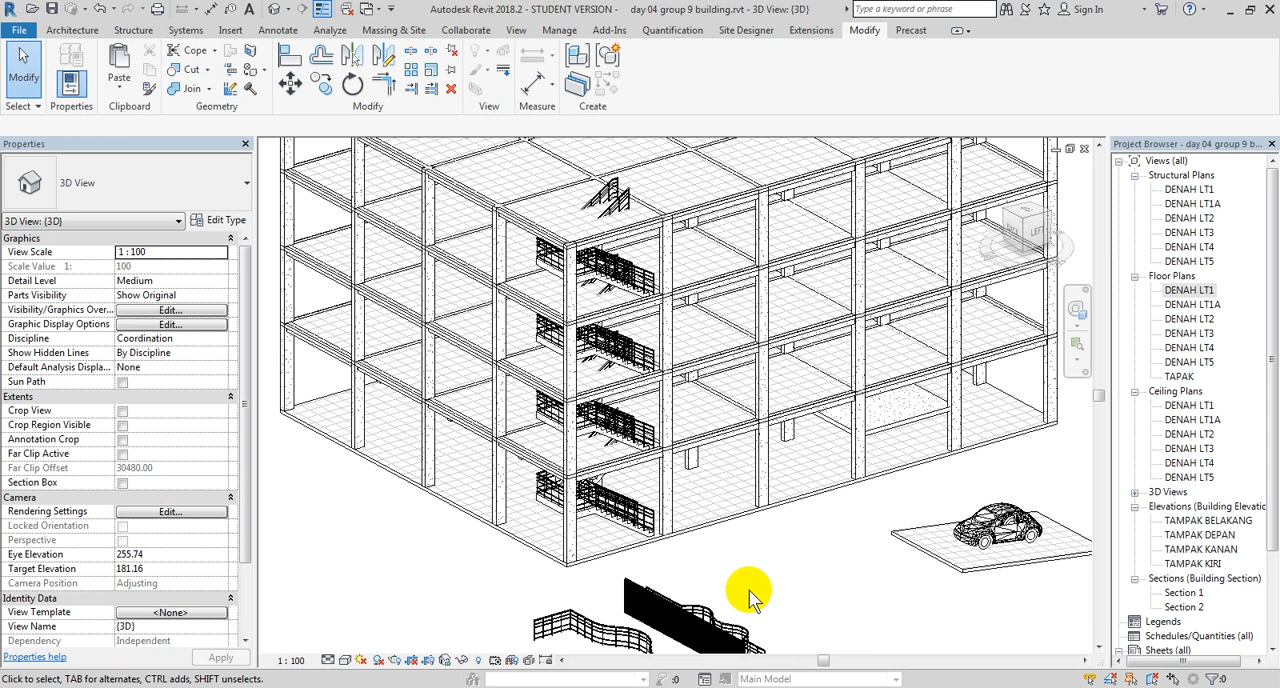 Autodesk Revit 2018.2 - STUDENT VERSION - day 04 group 9 building.rvt - 3D View: {3D}
Type a keyword or phrase
Sign In
File Architecture Structure Systems Insert Annotate Analyze Massing & Site Collaborate View Manage Add-Ins Quantification Site Designer Extensions Modify Precast
Modify
Paste
Cope
Cut
Join
Select Properties Clipboard Geometry Modify View Measure Create
Properties
3D View
3D View: {3D}
Edit Type
Graphics
View Scale 1 : 100
Scale Value 1: 100
Detail Level Medium
Parts Visibility Show Original
Visibility/Graphics Over... Edit...
Graphic Display Options Edit...
Discipline Coordination
Show Hidden Lines By Discipline
Default Analysis Displa... None
Sun Path
Extents
Crop View
Crop Region Visible
Annotation Crop
Far Clip Active
Far Clip Offset 30480.00
Section Box
Camera
Rendering Settings Edit...
Locked Orientation
Perspective
Eye Elevation 255.74
Target Elevation 181.16
Camera Position Adjusting
Identity Data
View Template <None>
View Name {3D}
Dependency Independent
Properties help
Apply
BACK
LEFT
1 : 100
Project Browser - day 04 group 9 b...
Views (all)
Structural Plans
DENAH LT1
DENAH LT1A
DENAH LT2
DENAH LT3
DENAH LT4
DENAH LT5
Floor Plans
DENAH LT1
DENAH LT1A
DENAH LT2
DENAH LT3
DENAH LT4
DENAH LT5
TAPAK
Ceiling Plans
DENAH LT1
DENAH LT1A
DENAH LT2
DENAH LT3
DENAH LT4
DENAH LT5
3D Views
Elevations (Building Elevatic
TAMPAK BELAKANG
TAMPAK DEPAN
TAMPAK KANAN
TAMPAK KIRI
Sections (Building Section)
Section 1
Section 2
Legends
Schedules/Quantities (all)
Sheets (all)
Click to select, TAB for alternates, CTRL adds, SHIFT unselects.
:0
Main Model
:0